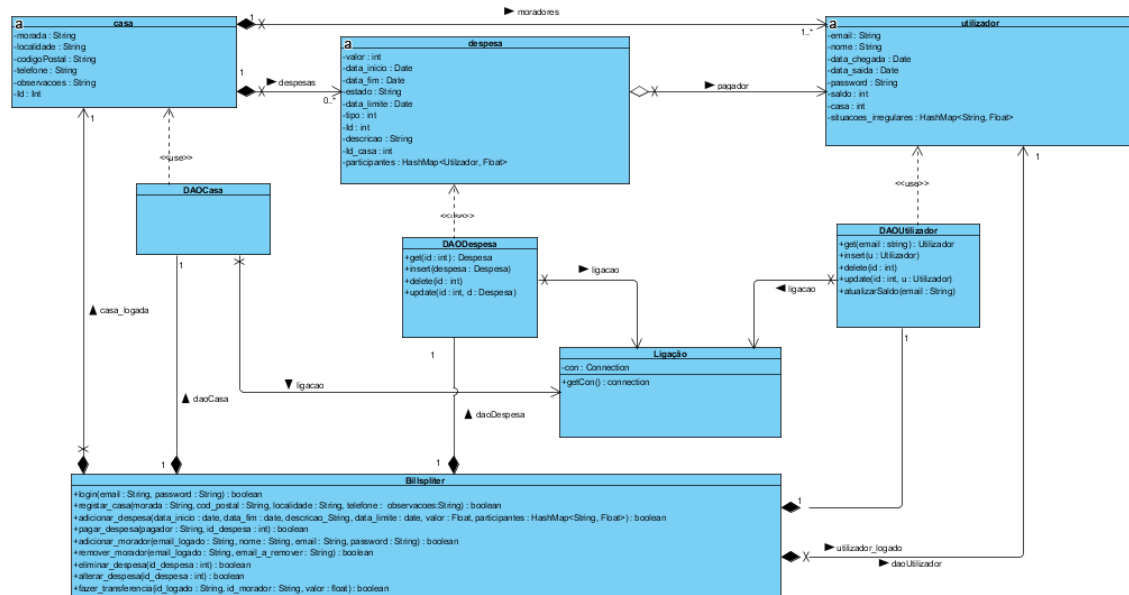 a
casa
-morada : String
-localidade : String
-codigoPostal : String
-telefone : String
-observacoes : String
-Id : Int
1
1
moradores
1..*
despesas
0..*
a
despesa
-valor : int
-data_inicio : Date
-data_fim : Date
-estado : String
-data_limite : Date
-tipo : int
-Id : int
-descricao : String
-Id_casa : int
-participantes : HashMap<Utilizador, Float>
pagador
a
utilizador
-email : String
-nome : String
-data_chegada : Date
-data_saida : Date
-password : String
-saldo : int
-casa : int
-situacoes_irregulares : HashMap<String, Float>
1
1
<<use>>
<<use>>
DAOCasa
1
DAODespesa
+get(id : int) : Despesa
+insert(despesa : Despesa)
+delete(id : int)
+update(id : int, d : Despesa)
1
DAOUtilizador
+get(email : string) : Utilizador
+insert(u : Utilizador)
+delete(id : int)
+update(id : int, u : Utilizador)
+atualizarSaldo(email : String)
1
ligacao
ligacao
casa_logada
Ligação
-con : Connection
+getCon() : connection
ligacao
daoCasa
daoDespesa
1
1
Billspliter
+login(email : String, password : String) : boolean
+registar_casa(morada : String, cod_postal : String, localidade : String, telefone : observacoes:String) : boolean
+adicionar_despesa(data_inicio : date, data_fim : date, descricao_String, data_limite : date, valor : Float, participantes : HashMap<String, Float>) : boolean
+pagar_despesa(pagador : String, id_despesa : int) : boolean
+adicionar_morador(email_logado : String, nome : String, email : String, password : String) : boolean
+remover_morador(email_logado : String, email_a_remover : String) : boolean
+eliminar_despesa(id_despesa : int) : boolean
+alterar_despesa(id_despesa : int) : boolean
+fazer_transferencia(id_logado : String, id_morador : String, valor : float) : boolean
1
utilizador_logado
daoUtilizador